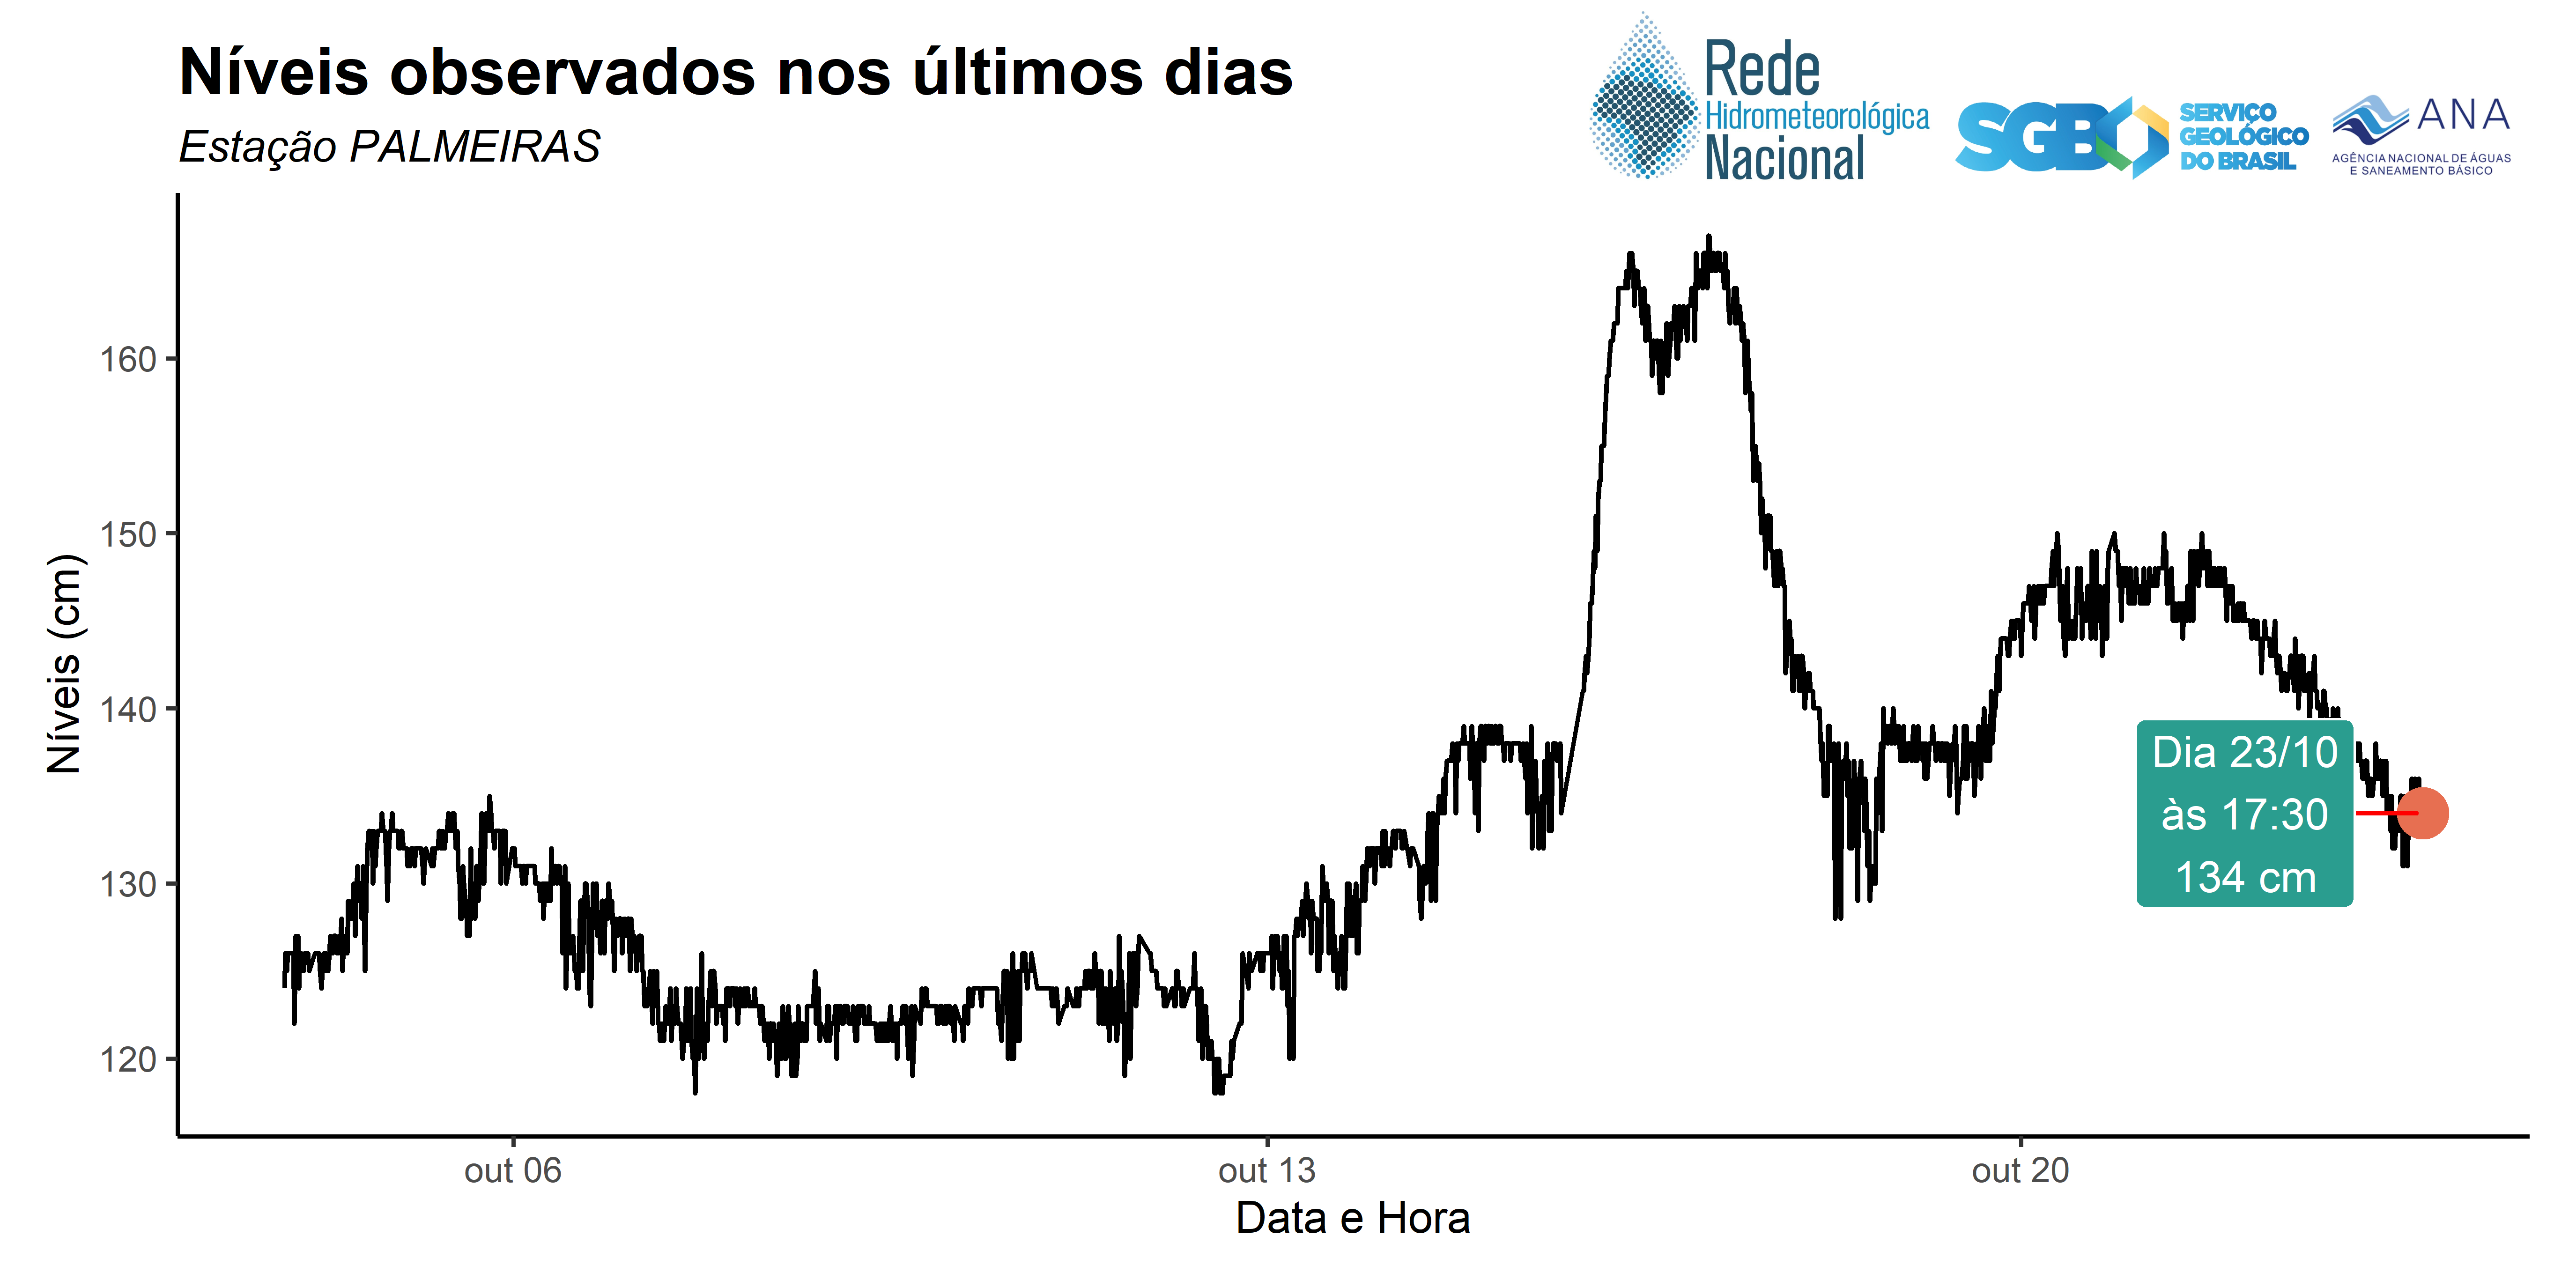 Níveis observados nos últimos dias
Estação PALMEIRAS
Rede
Hidrometeorológica
Nacional
SGB
SERVIÇO
GEOLÓGICO
DO BRASIL
ANA
AGÊNCIA NACIONAL DE ÁGUAS
E SANEAMENTO BÁSICO
Níveis (cm)
160
150
140
130
120
Dia 23/10
às 17:30
134 cm
out 06
out 13
out 20
Data e Hora